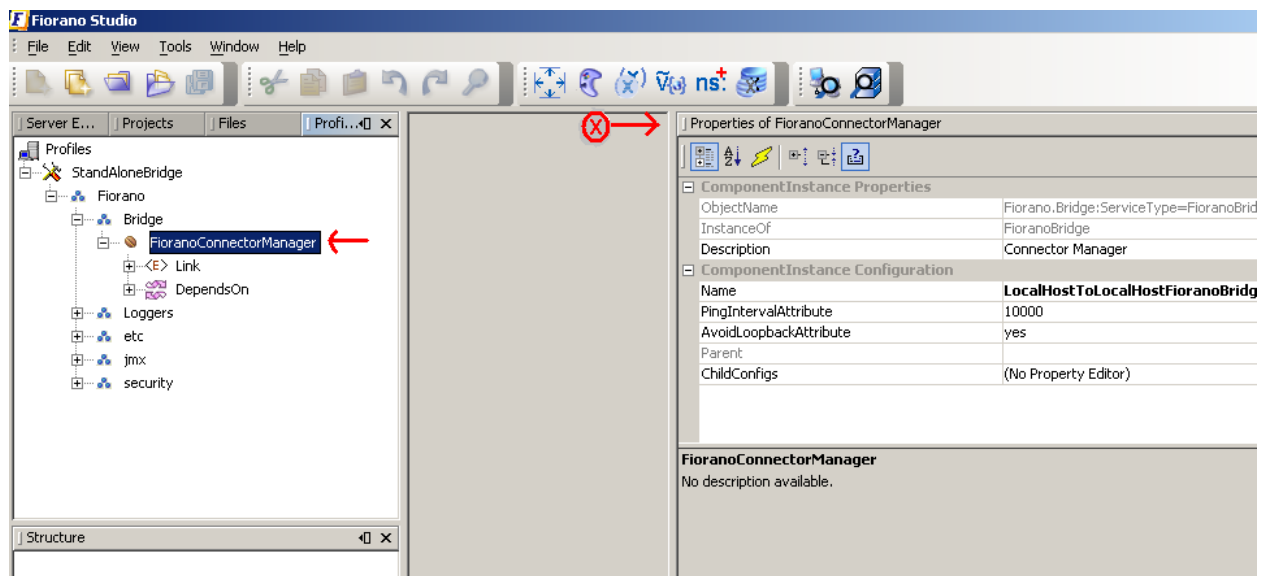 Fiorano Studio
File Edit View Tools Window Help
ns:
Server E... Projects Files Profi...
Profiles
StandAloneBridge
Fiorano
Bridge
FioranoConnectorManager
<E> Link
DependsOn
Loggers
etc
jmx
security
Structure
X
Properties of FioranoConnectorManager
ComponentInstance Properties
ObjectName Fiorano.Bridge:ServiceType=FioranoBrid
InstanceOf FioranoBridge
Description Connector Manager
ComponentInstance Configuration
Name LocalHostToLocalHostFioranoBridg
PingIntervalAttribute 10000
AvoidLoopbackAttribute yes
Parent
ChildConfigs (No Property Editor)
FioranoConnectorManager
No description available.